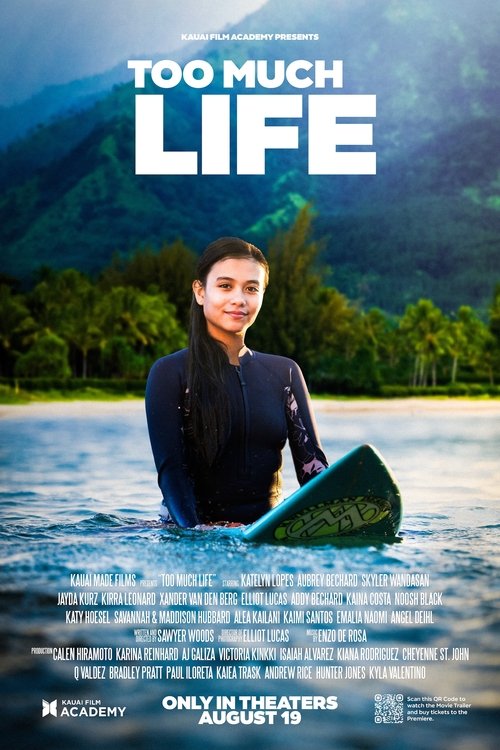 KAUAI FILM ACADEMY PRESENTS
TOO MUCH
LIFE
KAUAI MADE FILMS PRESENTS "TOO MUCH LIFE" STARRING KATELYN LOPES AUBREY BECHARD SKYLER WANDASAN
JAYDA KURZ KIRRA LEONARD XANDER VAN DEN BERG ELLIOT LUCAS ADDY BECHARD KAINA COSTA NOOSH BLACK
KATY HOESEL SAVANNAH & MADDISON HUBBARD ALEA KAILANI KAIMI SANTOS EMALIA NAOMI ANGEL DEIHL
WRITTEN AND DIRECTED BY SAWYER WOODS DIRECTOR OF PHOTOGRAPHY ELLIOT LUCAS MUSIC ENZO DE ROSA
PRODUCTION CALEN HIRAMOTO KARINA REINHARD AJ GALIZA VICTORIA KINKKI ISAIAH ALVAREZ KIANA RODRIGUEZ CHEYENNE ST. JOHN
Q VALDEZ BRADLEY PRATT PAUL ILORETA KAIEA TRASK ANDREW RICE HUNTER JONES KYLA VALENTINO
KAUAI FILM
ACADEMY
ONLY IN THEATERS
AUGUST 19
Scan this QR Code to
watch the Movie Trailer
and buy tickets to the
Premiere.